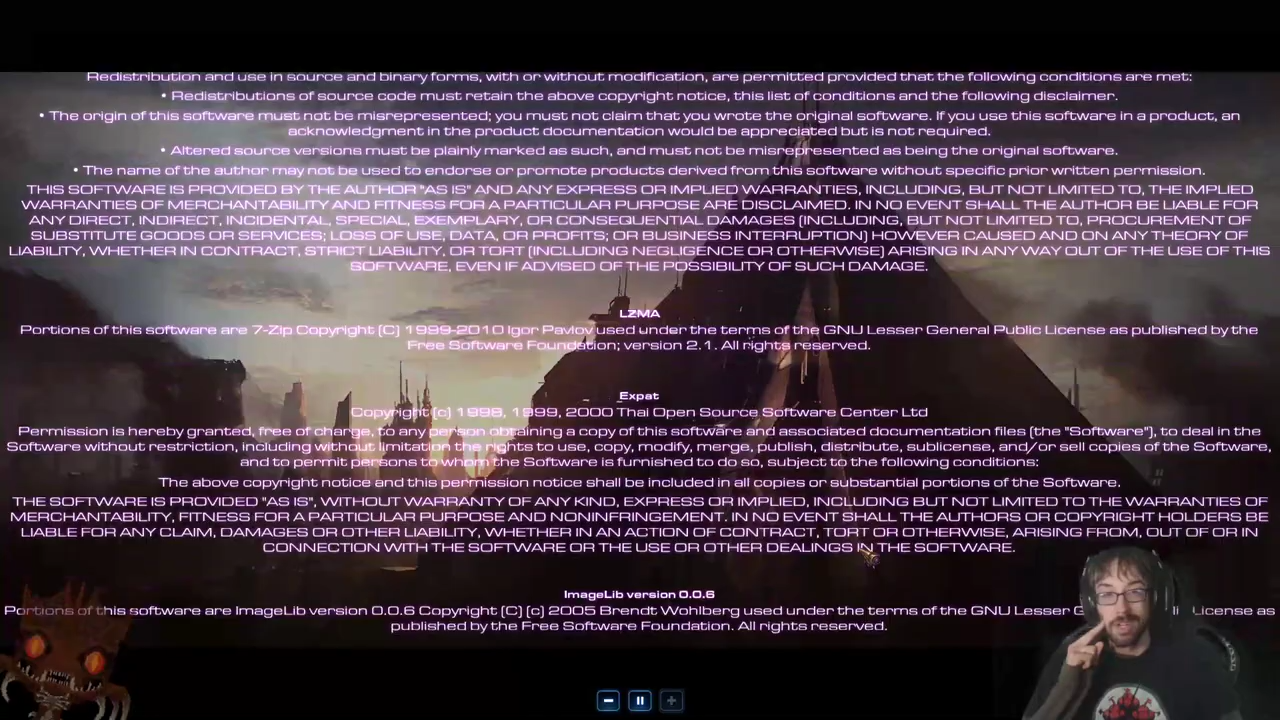 Redistribution and use in source and binary forms, with or without modification, are permitted provided that the following conditions are met:
• Redistributions of source code must retain the above copyright notice, this list of conditions and the following disclaimer.
• The origin of this software must not be misrepresented; you must not claim that you wrote the original software. If you use this software in a product, an
acknowledgment in the product documentation would be appreciated but is not required.
• Altered source versions must be plainly marked as such, and must not be misrepresented as being the original software.
• The name of the author may not be used to endorse or promote products derived from this software without specific prior written permission.
THIS SOFTWARE IS PROVIDED BY THE AUTHOR "AS IS" AND ANY EXPRESS OR IMPLIED WARRANTIES, INCLUDING, BUT NOT LIMITED TO, THE IMPLIED
WARRANTIES OF MERCHANTABILITY AND FITNESS FOR A PARTICULAR PURPOSE ARE DISCLAIMED. IN NO EVENT SHALL THE AUTHOR BE LIABLE FOR
ANY DIRECT, INDIRECT, INCIDENTAL, SPECIAL, EXEMPLARY, OR CONSEQUENTIAL DAMAGES (INCLUDING, BUT NOT LIMITED TO, PROCUREMENT OF
SUBSTITUTE GOODS OR SERVICES; LOSS OF USE, DATA, OR PROFITS; OR BUSINESS INTERRUPTION) HOWEVER CAUSED AND ON ANY THEORY OF
LIABILITY, WHETHER IN CONTRACT, STRICT LIABILITY, OR TORT (INCLUDING NEGLIGENCE OR OTHERWISE) ARISING IN ANY WAY OUT OF THE USE OF THIS
SOFTWARE, EVEN IF ADVISED OF THE POSSIBILITY OF SUCH DAMAGE.
LZMA
Portions of this software are 7-Zip Copyright (C) 1999-2010 Igor Pavlov used under the terms of the GNU Lesser General Public License as published by the
Free Software Foundation; version 2.1. All rights reserved.
Expat
Copyright (c) 1998, 1999, 2000 Thai Open Source Software Center Ltd
Permission is hereby granted, free of charge, to any person obtaining a copy of this software and associated documentation files (the "Software"), to deal in the
Software without restriction, including without limitation the rights to use, copy, modify, merge, publish, distribute, sublicense, and/or sell copies of the Software,
and to permit persons to whom the Software is furnished to do so, subject to the following conditions:
The above copyright notice and this permission notice shall be included in all copies or substantial portions of the Software.
THE SOFTWARE IS PROVIDED "AS IS", WITHOUT WARRANTY OF ANY KIND, EXPRESS OR IMPLIED, INCLUDING BUT NOT LIMITED TO THE WARRANTIES OF
MERCHANTABILITY, FITNESS FOR A PARTICULAR PURPOSE AND NONINFRINGEMENT. IN NO EVENT SHALL THE AUTHORS OR COPYRIGHT HOLDERS BE
LIABLE FOR ANY CLAIM, DAMAGES OR OTHER LIABILITY, WHETHER IN AN ACTION OF CONTRACT, TORT OR OTHERWISE, ARISING FROM, OUT OF OR IN
CONNECTION WITH THE SOFTWARE OR THE USE OR OTHER DEALINGS IN THE SOFTWARE.
ImageLib version 0.0.6
Portions of this software are ImageLib version 0.0.6 Copyright (C) (c) 2005 Brendt Wohlberg used under the terms of the GNU Lesser License as
published by the Free Software Foundation. All rights reserved.